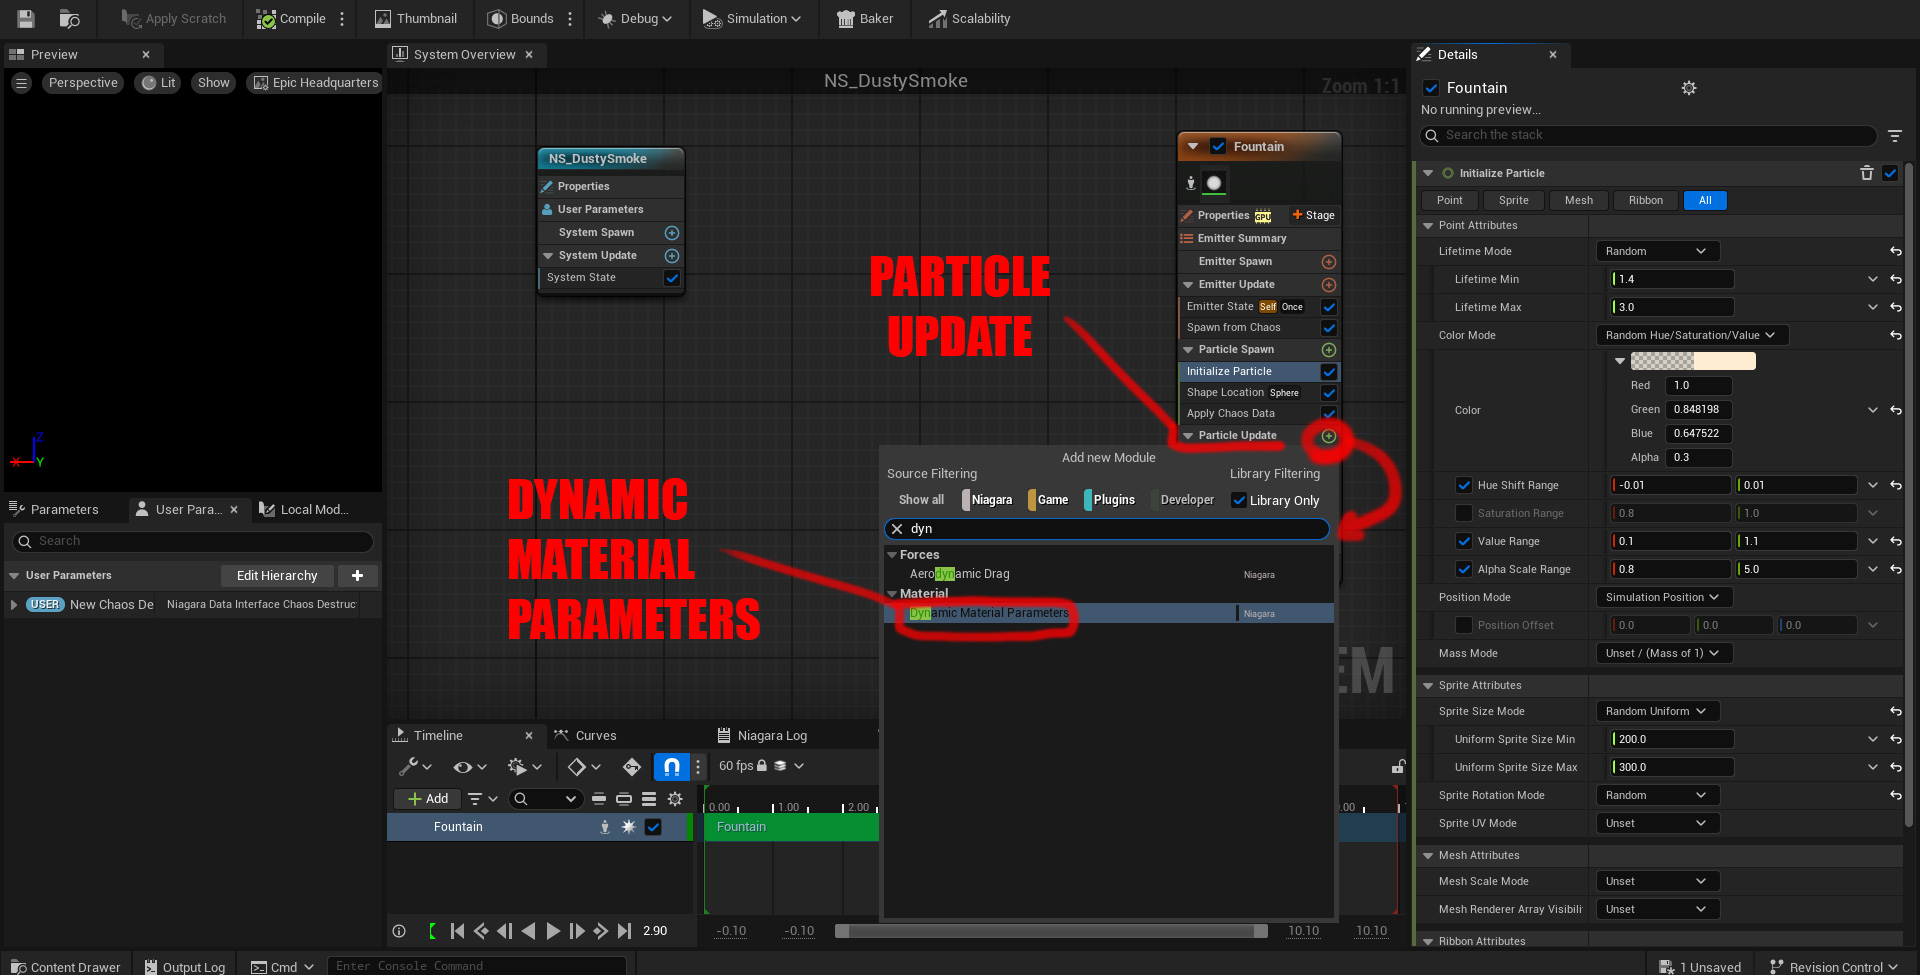 Apply Scratch Compile Thumbnail Bounds Debug Simulation Baker Scalability
Preview
Perspective Lit Show Epic Headquarters
Z
X
Y
Parameters User Para... Local Mod...
Search
User Parameters Edit Hierarchy
USER New Chaos De Niagara Data Interface Chaos Destruc
System Overview
NS_DustySmoke
Zoom 1:1
NS_DustySmoke
Properties
User Parameters
System Spawn
System Update
System State
PARTICLE
UPDATE
DYNAMIC
MATERIAL
PARAMETERS
Fountain
Properties GPU Stage
Emitter Summary
Emitter Spawn
Emitter Update
Emitter State Self Once
Spawn from Chaos
Particle Spawn
Initialize Particle
Shape Location Sphere
Apply Chaos Data
Particle Update
Add new Module
Source Filtering Library Filtering
Show all Niagara Game Plugins Developer Library Only
dyn
Forces
Aerodynamic Drag Niagara
Material
Dynamic Material Parameters Niagara
EM
Timeline Curves Niagara Log
60 fps
Add
0.00 1.00 2.00
Fountain Fountain
2.90 -0.10 -0.10 10.10 10.10
Details
Fountain
No running preview...
Search the stack
Initialize Particle
Point Sprite Mesh Ribbon All
Point Attributes
Lifetime Mode Random
Lifetime Min 1.4
Lifetime Max 3.0
Color Mode Random Hue/Saturation/Value
Color
Red 1.0
Green 0.848198
Blue 0.647522
Alpha 0.3
Hue Shift Range -0.01 0.01
Saturation Range 0.8 1.0
Value Range 0.1 1.1
Alpha Scale Range 0.8 5.0
Position Mode Simulation Position
Position Offset 0.0 0.0 0.0
Mass Mode Unset / (Mass of 1)
Sprite Attributes
Sprite Size Mode Random Uniform
Uniform Sprite Size Min 200.0
Uniform Sprite Size Max 300.0
Sprite Rotation Mode Random
Sprite UV Mode Unset
Mesh Attributes
Mesh Scale Mode Unset
Mesh Renderer Array Visibili Unset
Ribbon Attributes
Content Drawer Output Log Cmd Enter Console Command 1 Unsaved Revision Control